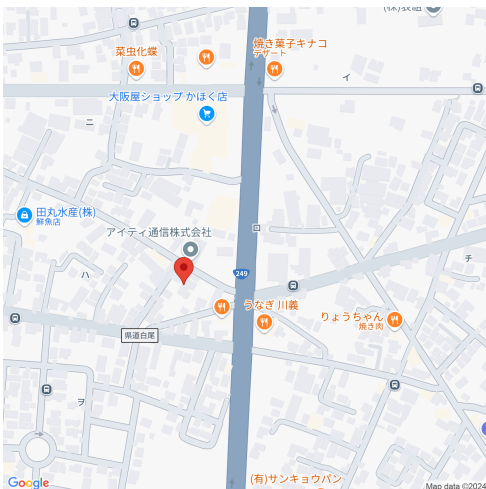 菜虫化蝶
焼き菓子キナコ
デザート
イ
大阪屋ショップ かほく店
ニ
田丸水産(株)
鮮魚店
アイティ通信株式会社
ロ
チ
ハ
249
うなぎ 川義
りょうちゃん
焼き肉
県道白尾
ヲ
(有)サンキョウパン
Google
Map data ©2024